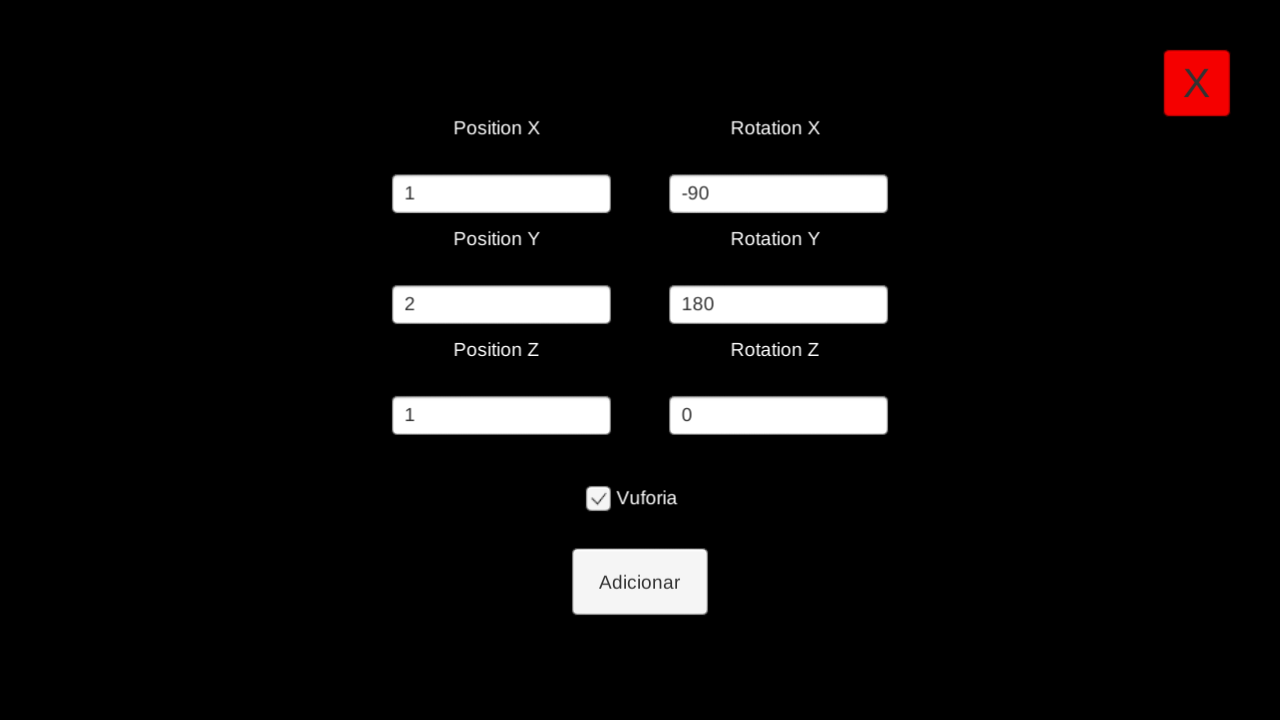 X
Position X Rotation X
1 -90
Position Y Rotation Y
2 180
Position Z Rotation Z
1 0
Vuforia
Adicionar